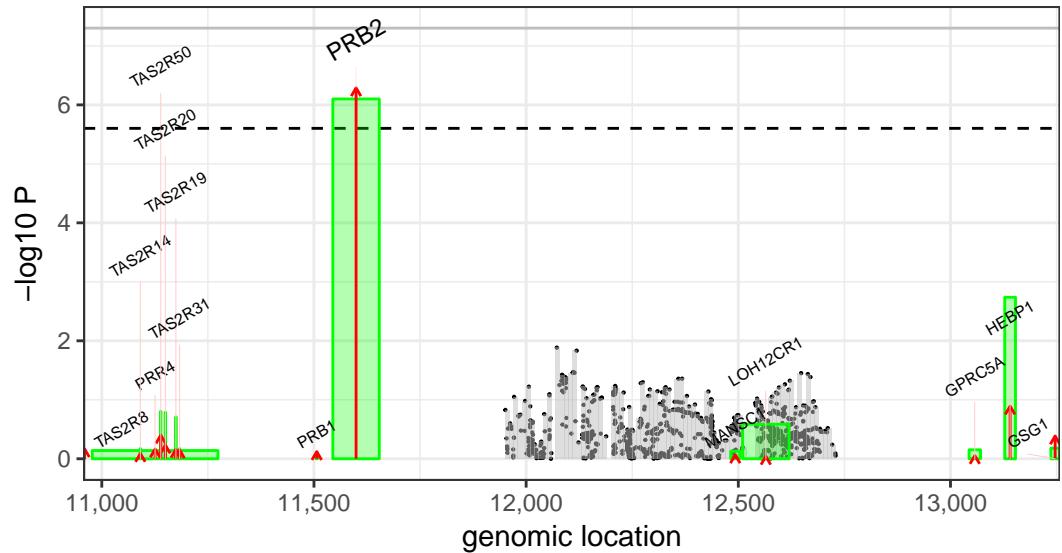 PRB2
TAS2R50
TAS2R20
TAS2R19
TAS2R14
TAS2R31
PRR4
TAS2R8
PRB1
LOH12CR1
MANSC1
HEBP1
GPRC5A
GSG1
6
4
2
0
−log10 P
11,000 11,500 12,000 12,500 13,000
genomic location